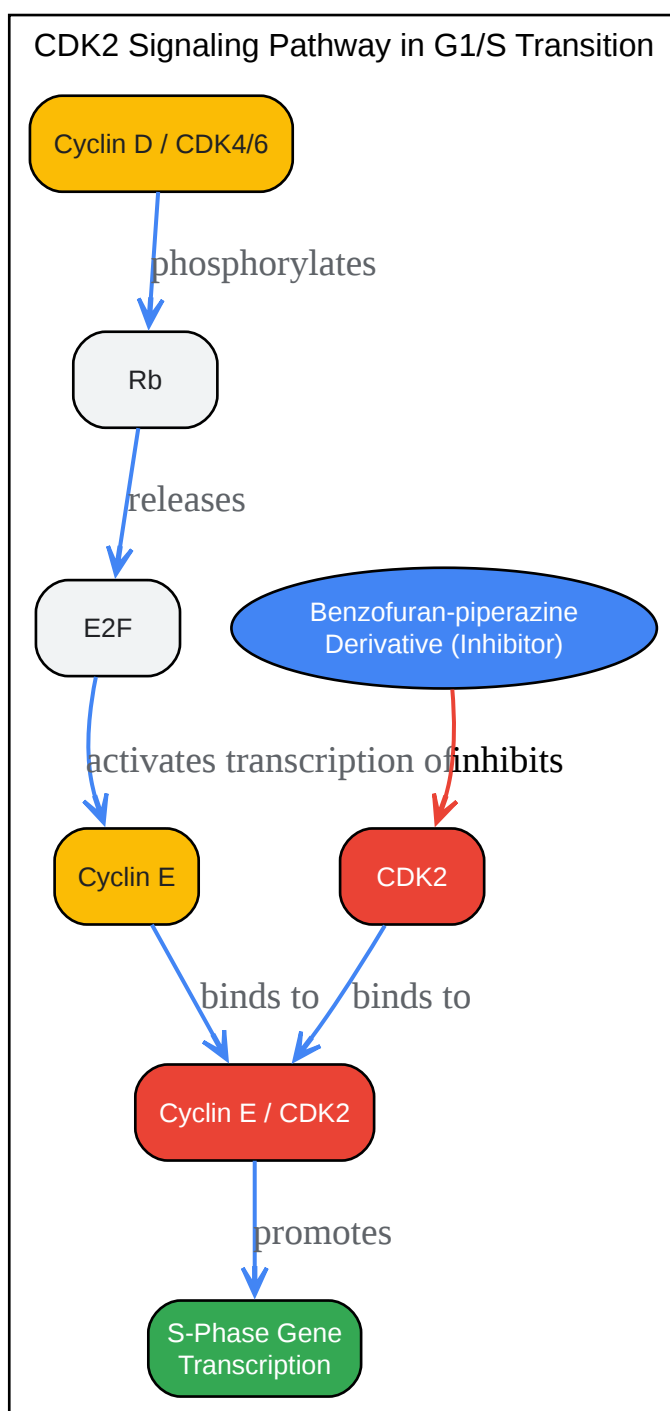 CDK2 Signaling Pathway in G1/S Transition
Cyclin D / CDK4/6
phosphorylates
Rb
releases
E2F
Benzofuran-piperazine
Derivative (Inhibitor)
activates transcription of
inhibits
Cyclin E
CDK2
binds to
binds to
Cyclin E / CDK2
promotes
S-Phase Gene
Transcription